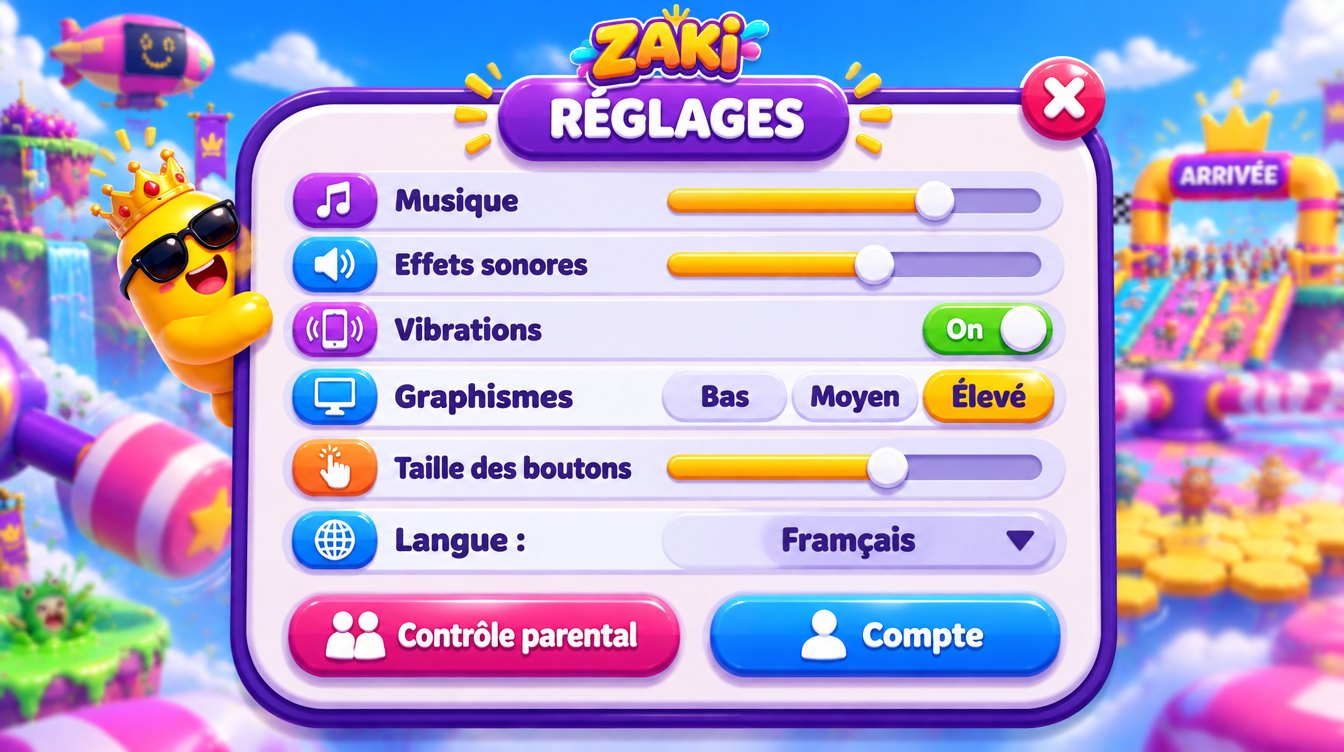 ZAKi
RÉGLAGES
ARRIVÉE
Musique
Effets sonores
Vibrations On
Graphismes Bas Moyen Élevé
Taille des boutons
Langue : Framçais
Contrôle parental Compte